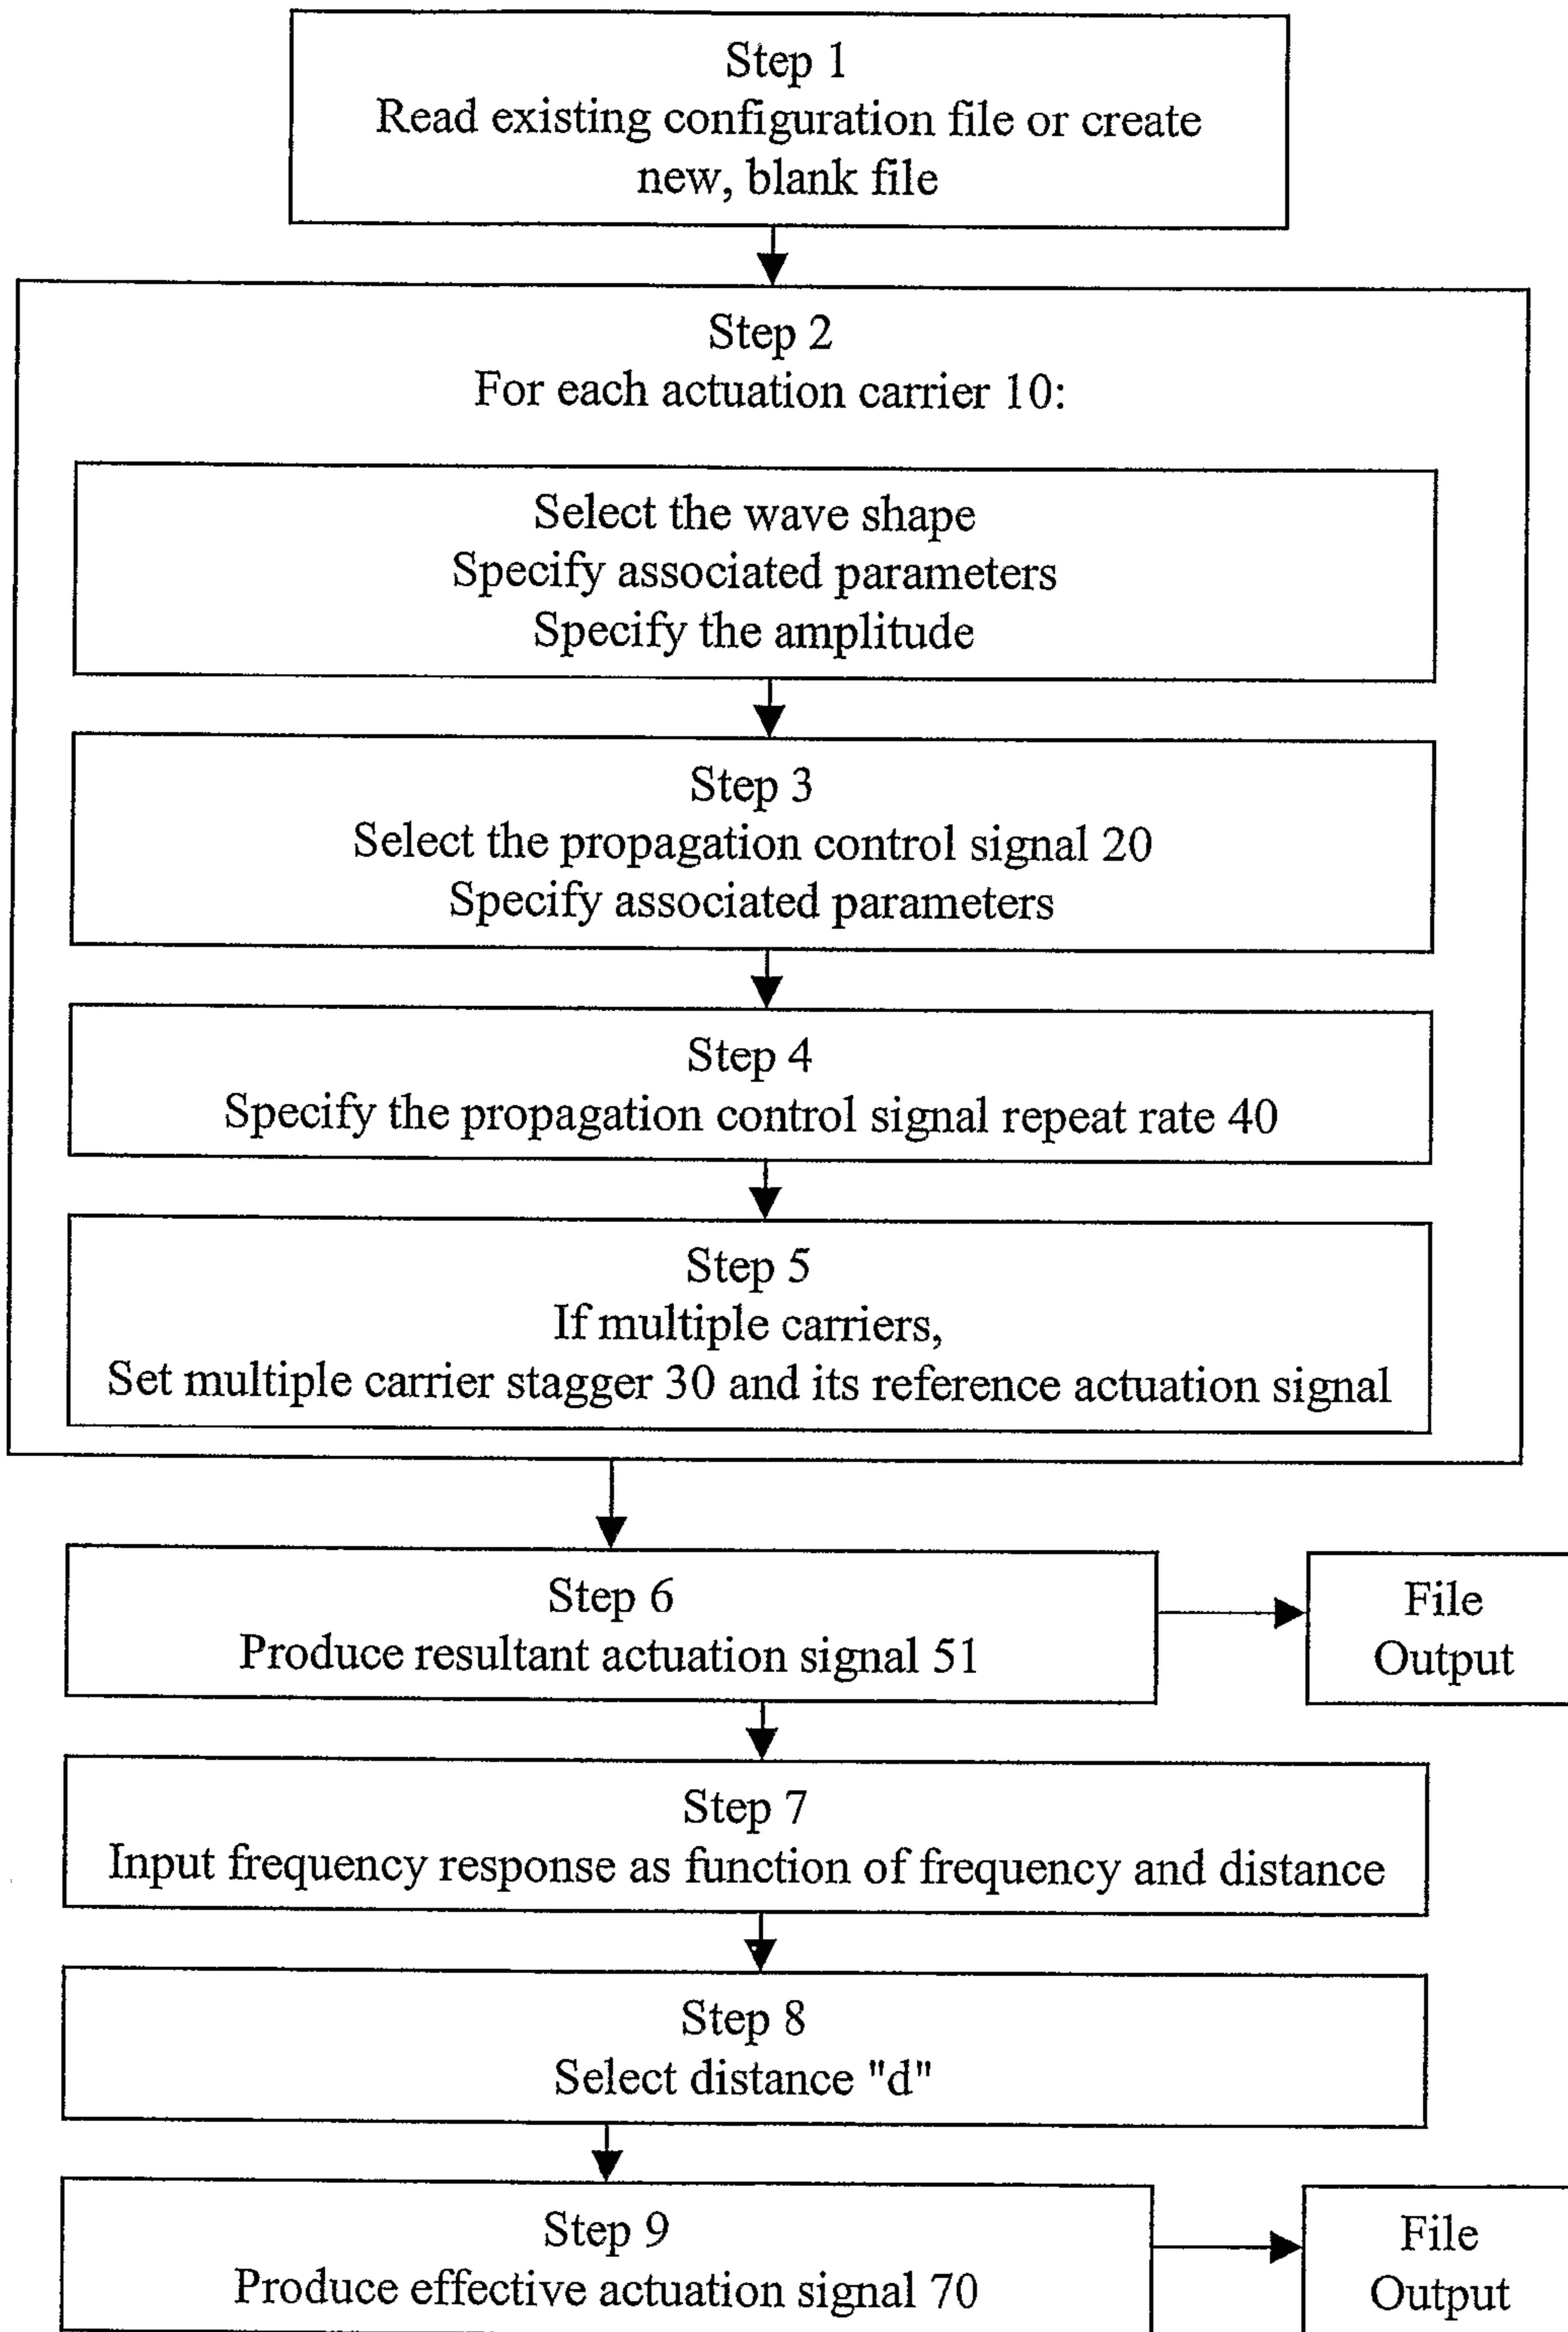 Step 1
Read existing configuration file or create
new, blank file
Step 2
For each actuation carrier 10:
Select the wave shape
Specify associated parameters
Specify the amplitude
Step 3
Select the propagation control signal 20
Specify associated parameters
Step 4
Specify the propagation control signal repeat rate 40
Step 5
If multiple carriers,
Set multiple carrier stagger 30 and its reference actuation signal
Step 6
Produce resultant actuation signal 51
File
Output
Step 7
Input frequency response as function of frequency and distance
Step 8
Select distance "d"
Step 9
Produce effective actuation signal 70
File
Output